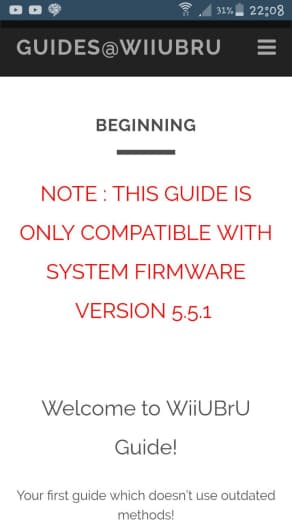 31% 22:08
GUIDES@WIIUBRU
BEGINNING
NOTE : THIS GUIDE IS
ONLY COMPATIBLE WITH
SYSTEM FIRMWARE
VERSION 5.5.1
Welcome to WiiUBrU
Guide!
Your first guide which doesn't use outdated
methods!